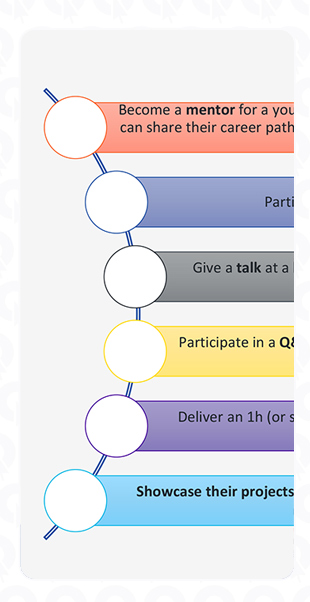 Become a mentor for a you
can share their career path
Parti
Give a talk at a
Participate in a Q&
Deliver an 1h (or s
Showcase their projects